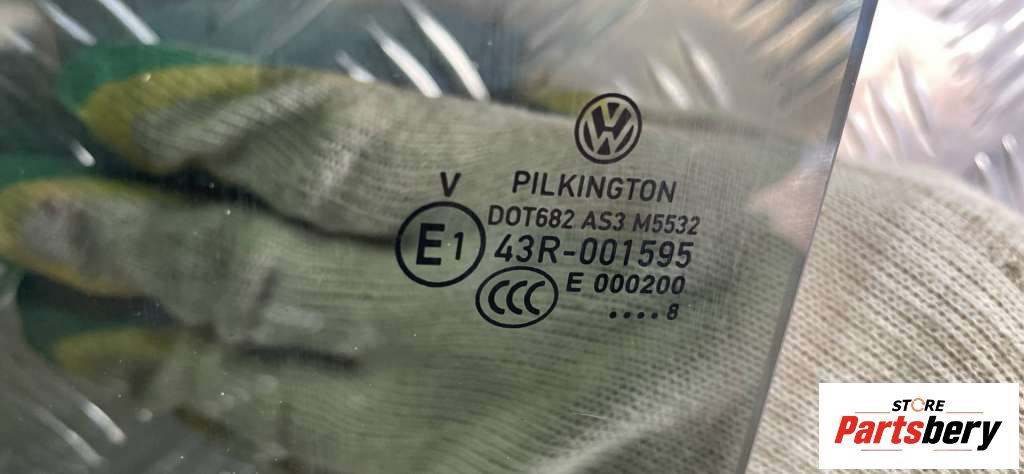 V
PILKINGTON
DOT682 AS3 M5532
E1 43R-001595
CCC E 000200
....8
STORE
Partsbery